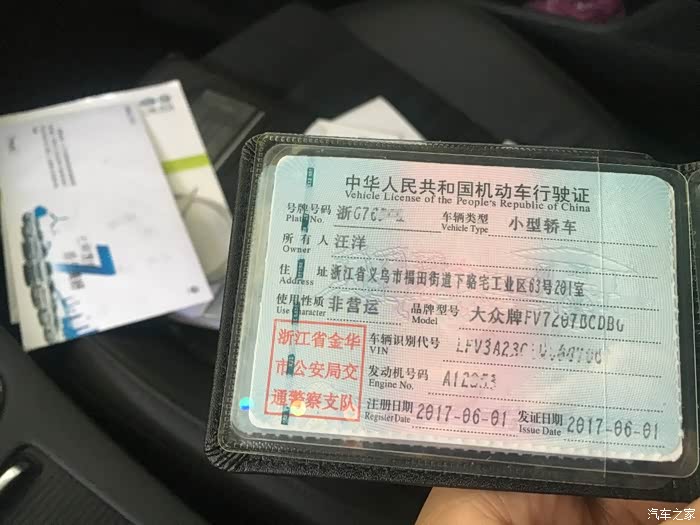 中华人民共和国机动车行驶证
Vehicle License of the People's Republic of China
号牌号码 浙G76 车辆类型 小型轿车
Plate No. Vehicle Type
所有人 汪洋
Owner
住址 浙江省义乌市福田街道下骆宅工业区63号201室
Address
使用性质 非营运 品牌型号 大众牌FV7207BCDBG
Use Character Model
浙江省金华 车辆识别代号 LFV3A23C
VIN
市公安局交 发动机号码
Engine No.
通警察支队 注册日期 2017-06-01 发证日期 2017-06-01
Register Date Issue Date
7
汽车之家